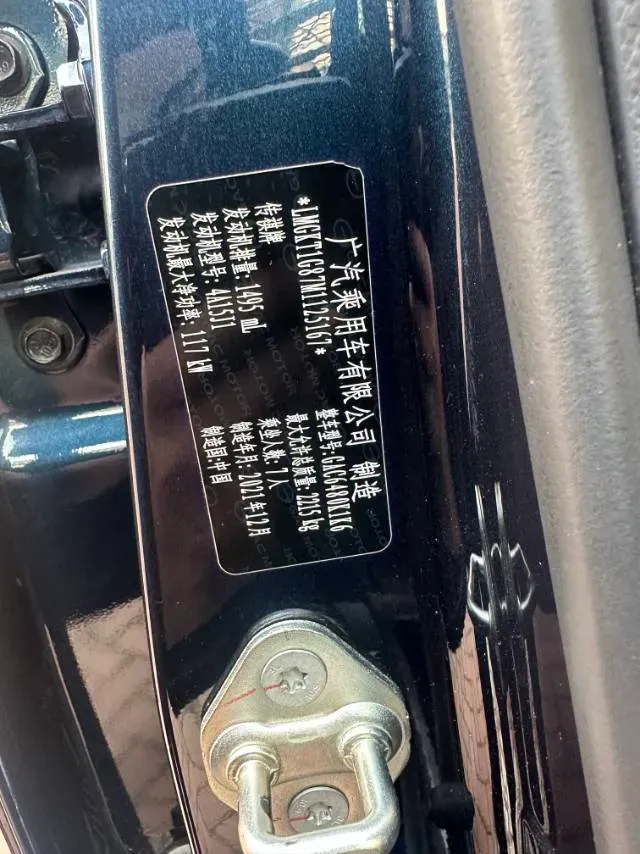 广汽乘用车有限公司 制造
*LMGKT1G87M1125167*
传祺牌 整车型号:GAC6480K1K6
发动机排量:1495 mL 最大允许总质量:2215 kg
发动机型号:4A15J1 乘坐人数:7人
发动机最大净功率:117 kW 制造年月:2021年12月
制造国:中国